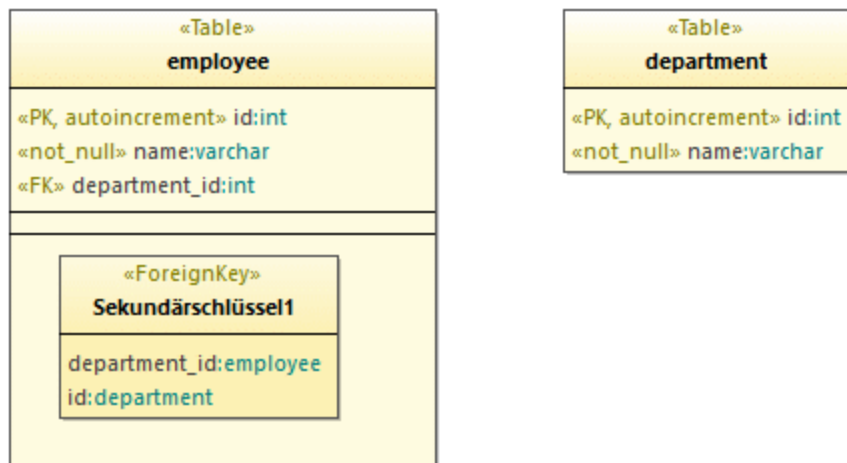 «Table»
employee
«PK, autoincrement» id:int
«not_null» name:varchar
«FK» department_id:int
«ForeignKey»
Sekundärschlüssel1
department_id:employee
id:department
«Table»
department
«PK, autoincrement» id:int
«not_null» name:varchar